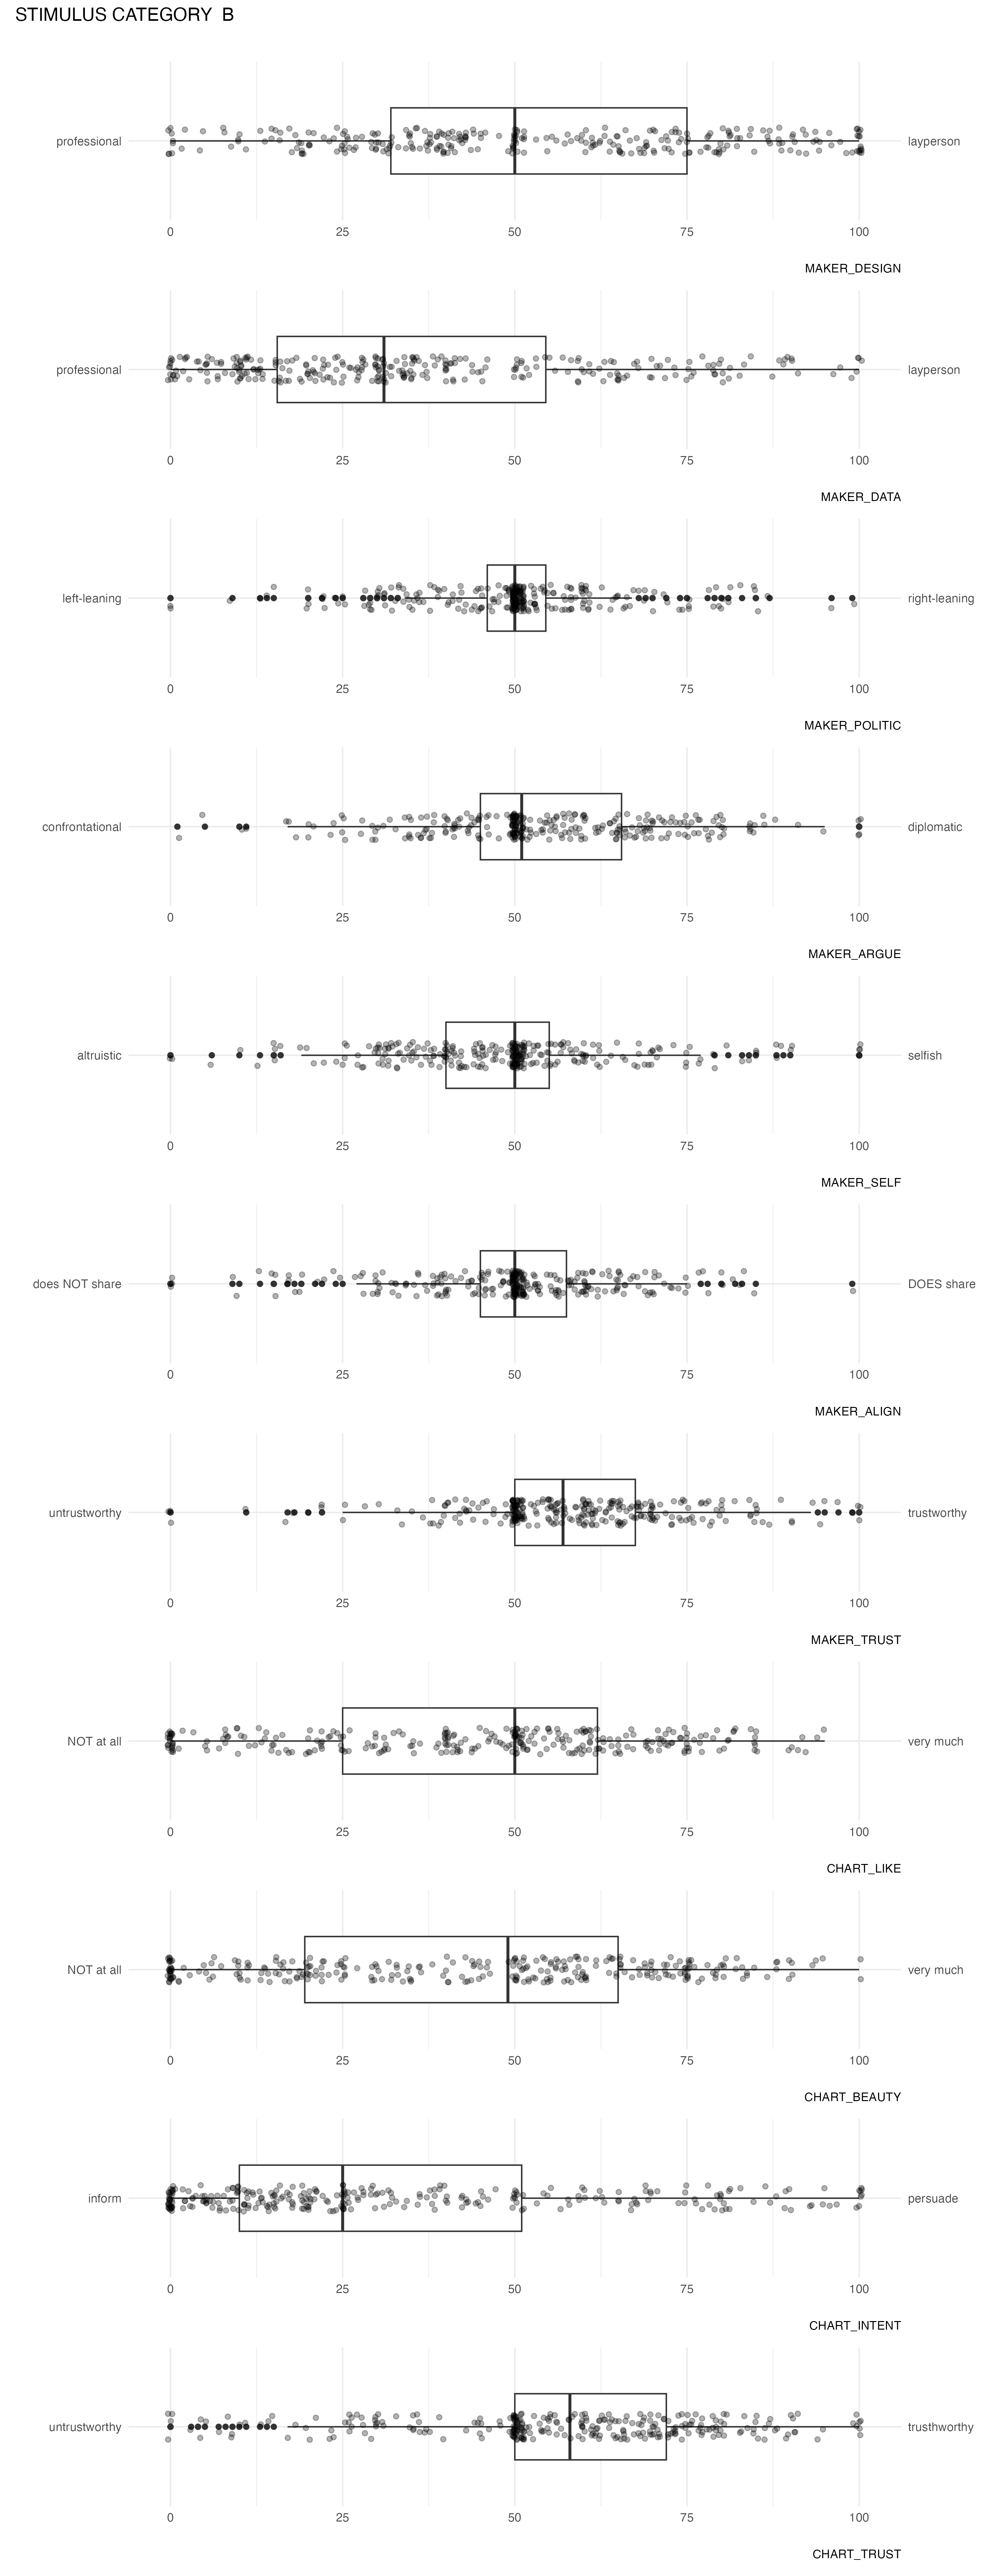 STIMULUS CATEGORY  B
professional layperson
0 25 50 75 100
MAKER_DESIGN
professional layperson
0 25 50 75 100
MAKER_DATA
left-leaning right-leaning
0 25 50 75 100
MAKER_POLITIC
confrontational diplomatic
0 25 50 75 100
MAKER_ARGUE
altruistic selfish
0 25 50 75 100
MAKER_SELF
does NOT share DOES share
0 25 50 75 100
MAKER_ALIGN
untrustworthy trustworthy
0 25 50 75 100
MAKER_TRUST
NOT at all very much
0 25 50 75 100
CHART_LIKE
NOT at all very much
0 25 50 75 100
CHART_BEAUTY
inform persuade
0 25 50 75 100
CHART_INTENT
untrustworthy trusthworthy
0 25 50 75 100
CHART_TRUST